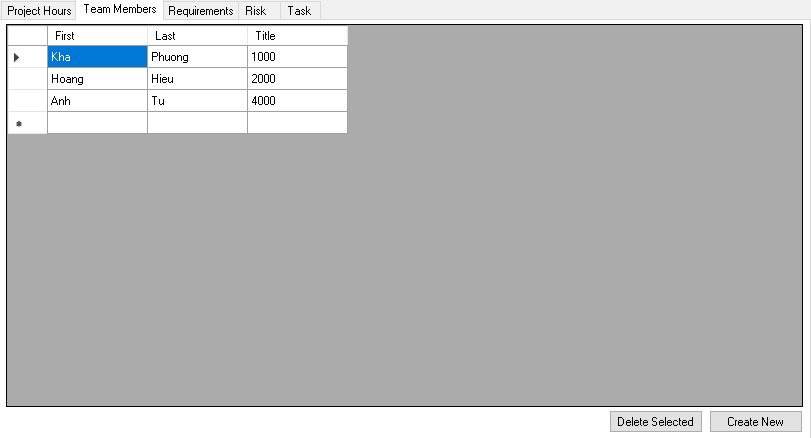 Project Hours Team Members Requirements Risk Task
First Last Title
Kha Phuong 1000
Hoang Hieu 2000
Anh Tu 4000
Delete Selected Create New